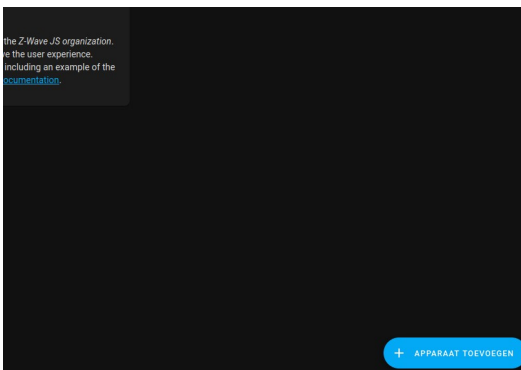 the Z-Wave JS organization.
ve the user experience.
including an example of the
ocumentation.
+ APPARAAT TOEVOEGEN